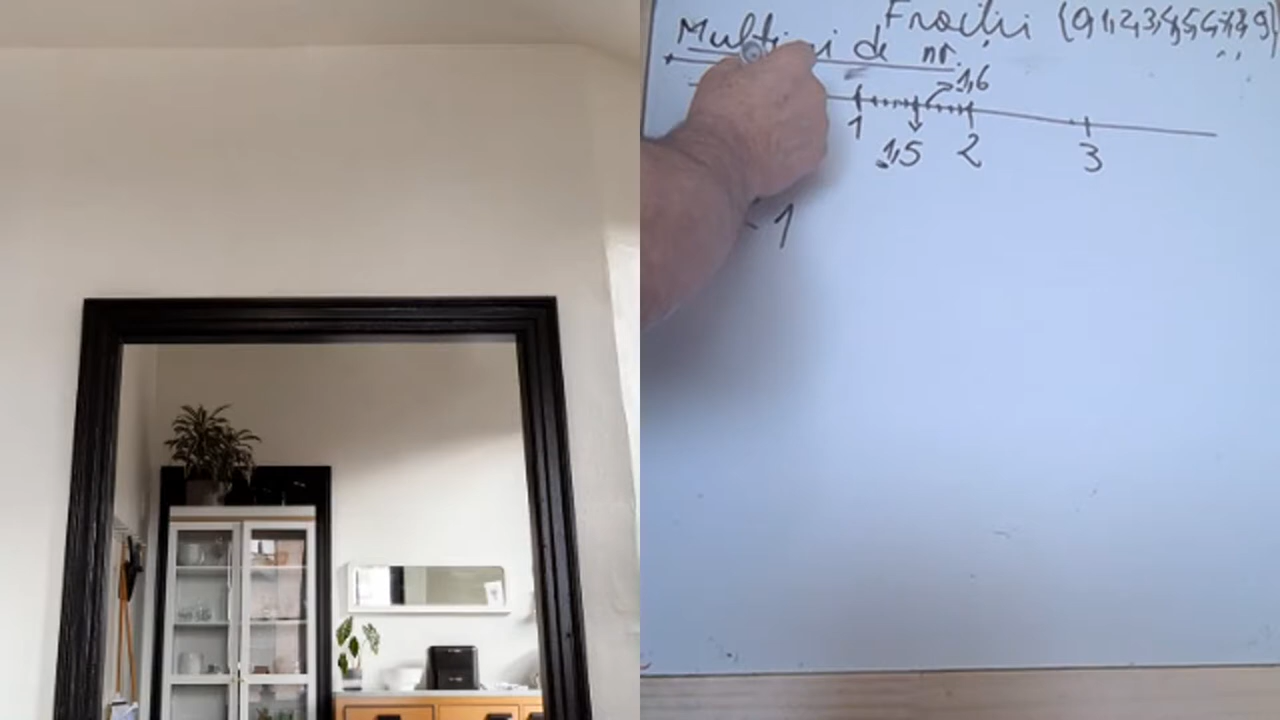 Fracții {0,1,2,3,4,5,6,7,8,9}
Mulțimi de nr.
1,6
1 2 3
1,5
< 1